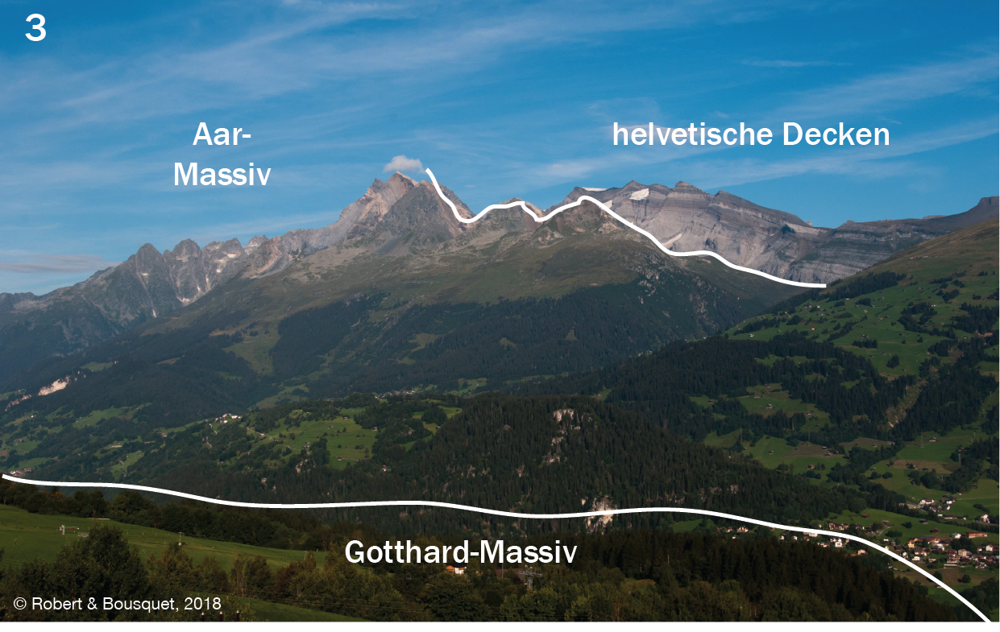 3
Aar-
Massiv
helvetische Decken
Gotthard-Massiv
© Robert & Bousquet, 2018